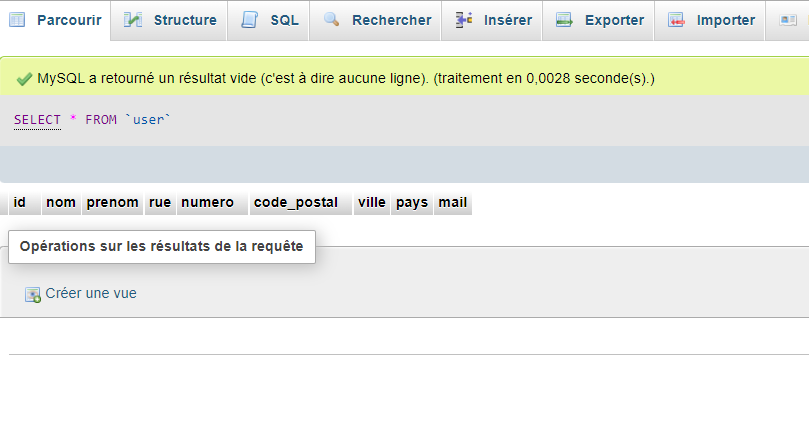 Parcourir Structure SQL Rechercher Insérer Exporter Importer
MySQL a retourné un résultat vide (c'est à dire aucune ligne). (traitement en 0,0028 seconde(s).)
SELECT * FROM `user`
id nom prenom rue numero code_postal ville pays mail
Opérations sur les résultats de la requête
Créer une vue